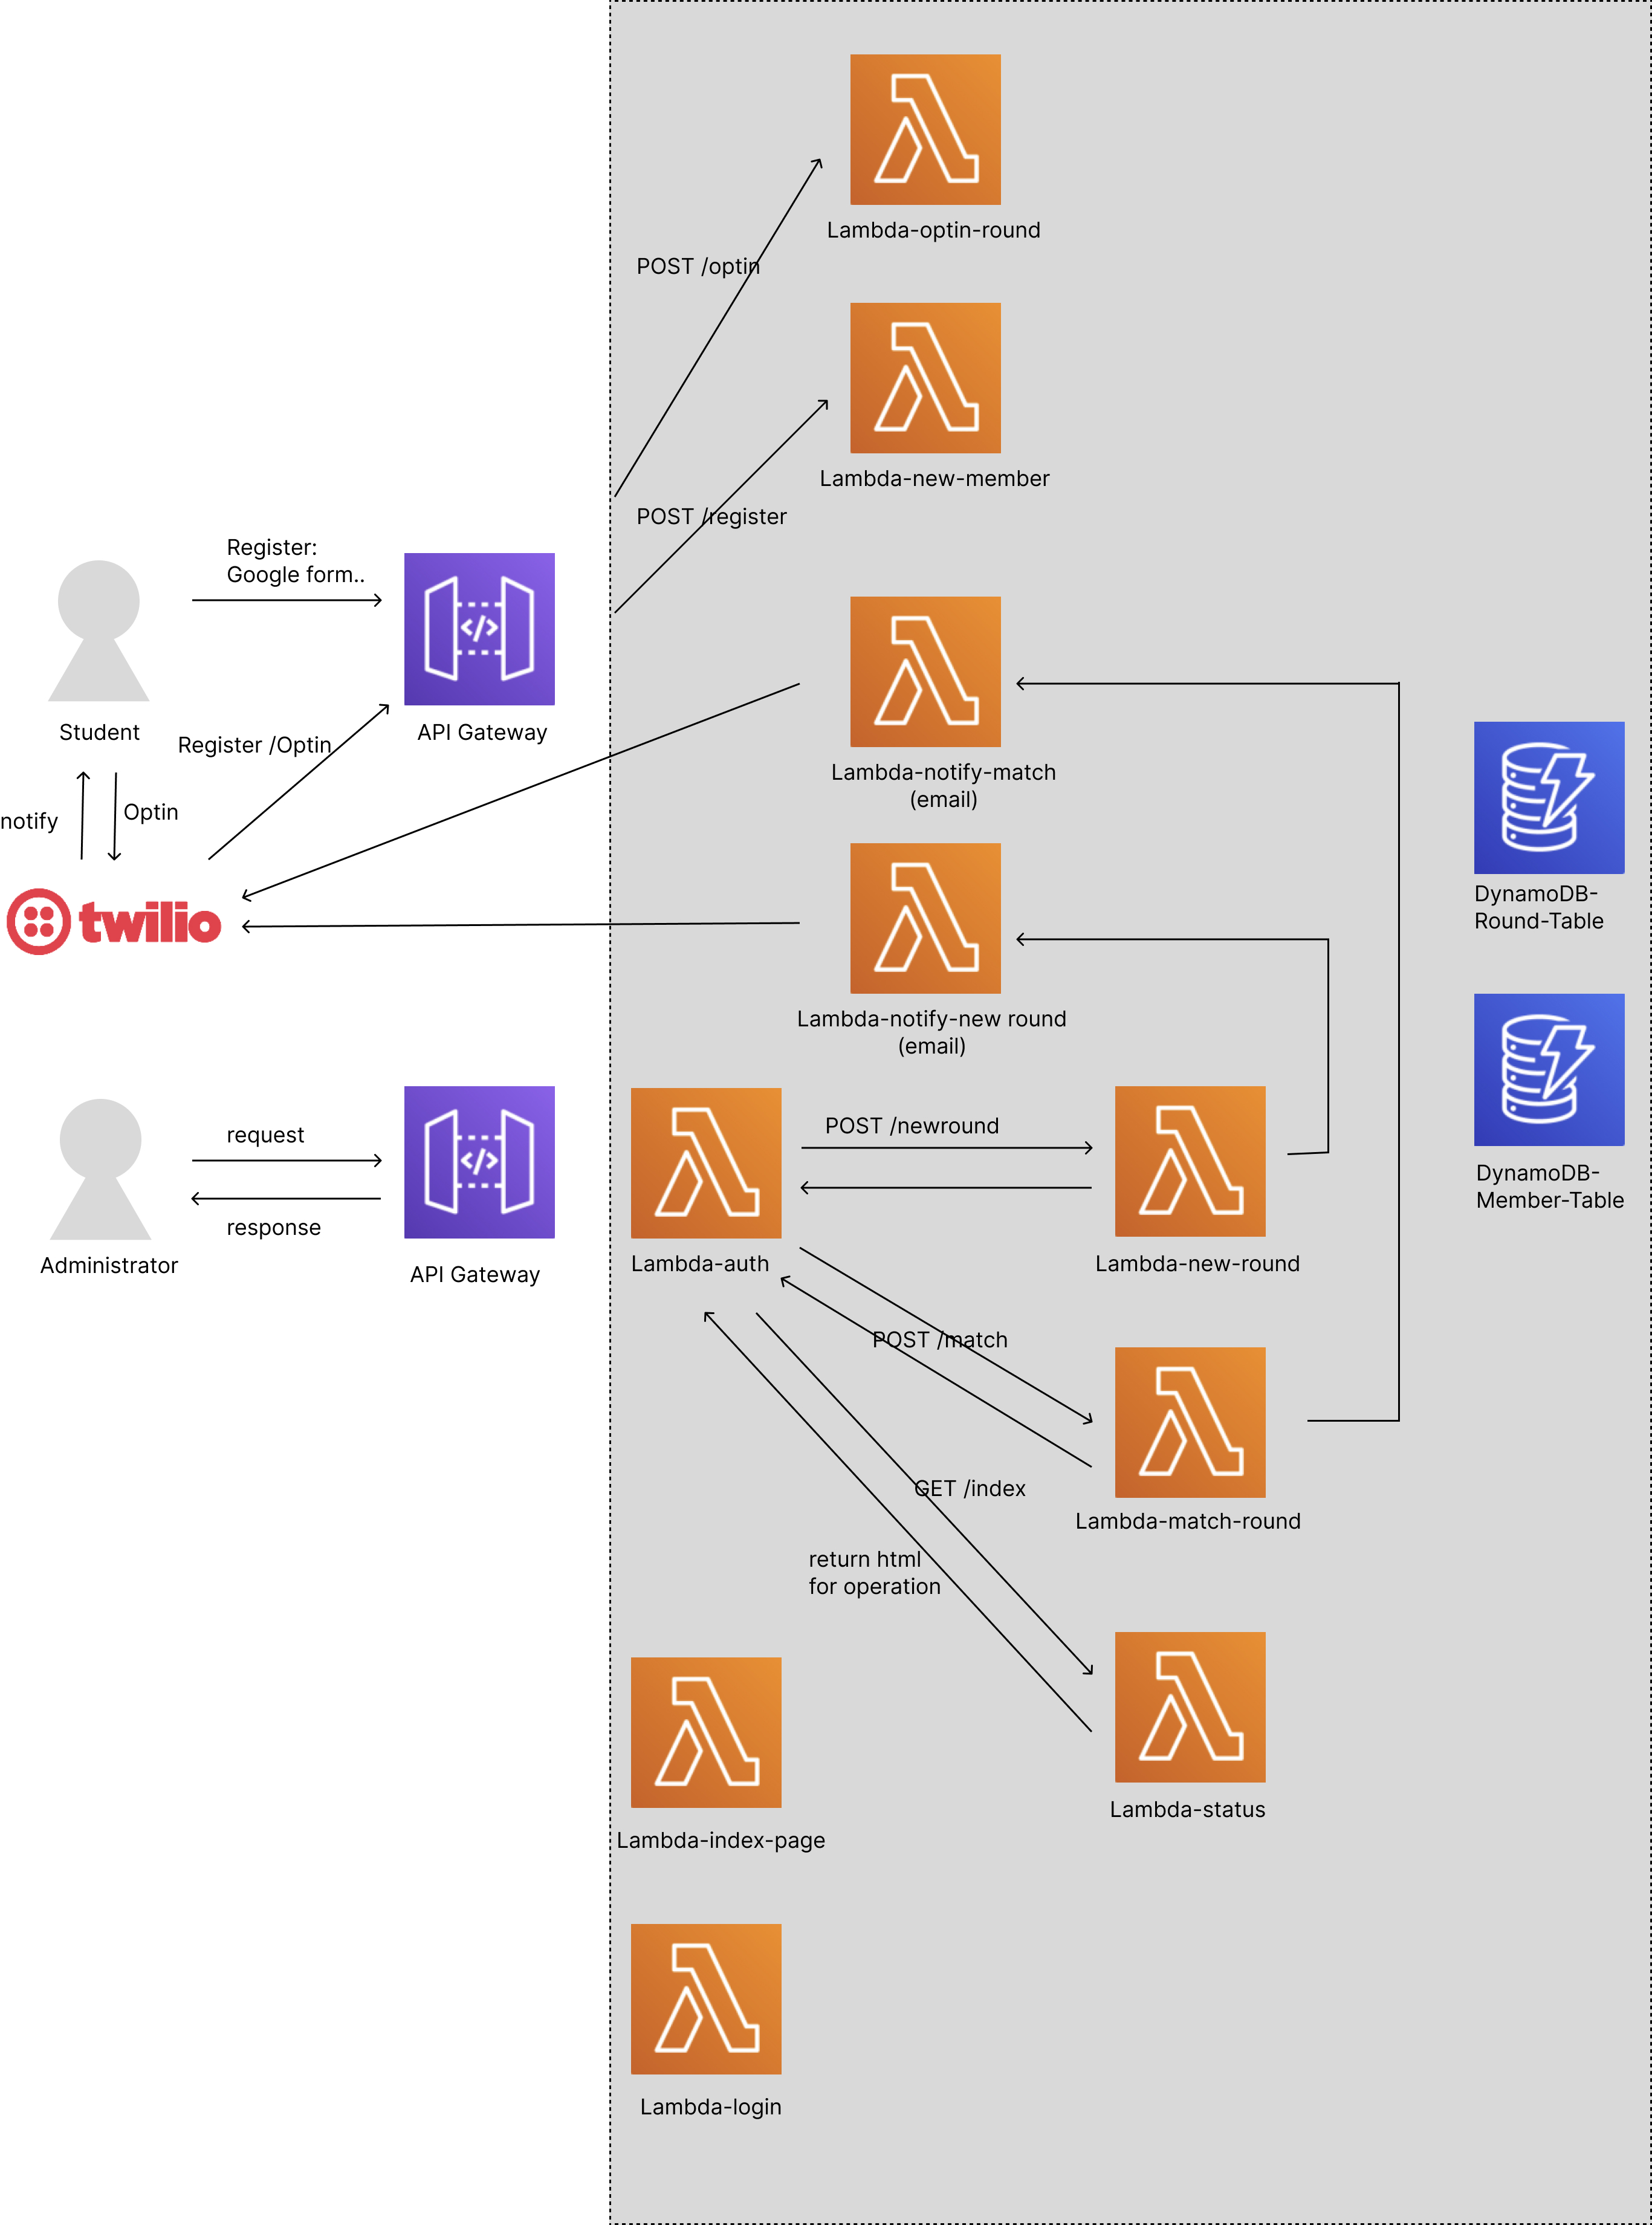 Lambda-optin-round
POST /optin
Lambda-new-member
POST /register
Register:
Google form..
</>
Student
API Gateway
Register /Optin
Lambda-notify-match
(email)
notify
Optin
twilio
DynamoDB-
Round-Table
Lambda-notify-new round
(email)
request
response
Administrator
</>
API Gateway
Lambda-auth
POST /newround
Lambda-new-round
DynamoDB-
Member-Table
POST /match
Lambda-match-round
GET /index
return html
for operation
Lambda-status
Lambda-index-page
Lambda-login